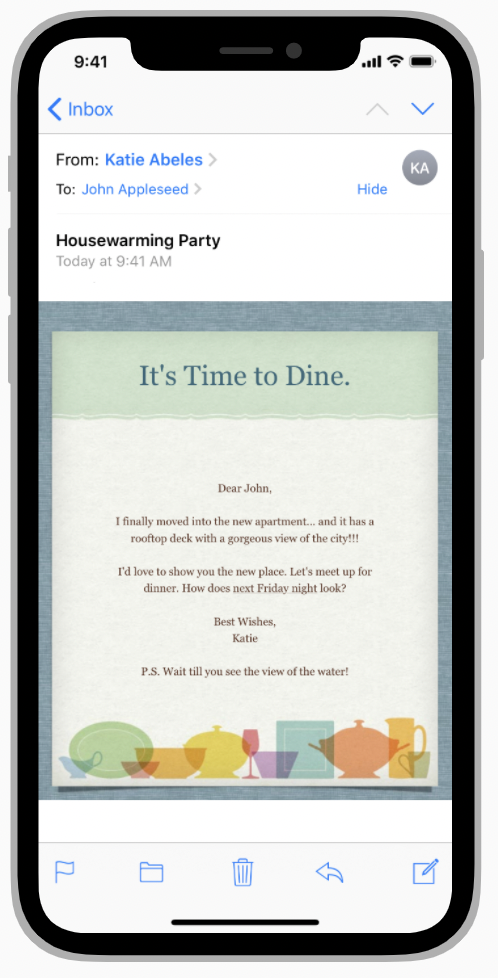 9:41
Inbox
From: Katie Abeles
KA
To: John Appleseed
Hide
Housewarming Party
Today at 9:41 AM
It's Time to Dine.
Dear John,
I finally moved into the new apartment... and it has a
rooftop deck with a gorgeous view of the city!!!
I'd love to show you the new place. Let's meet up for
dinner. How does next Friday night look?
Best Wishes,
Katie
P.S. Wait till you see the view of the water!